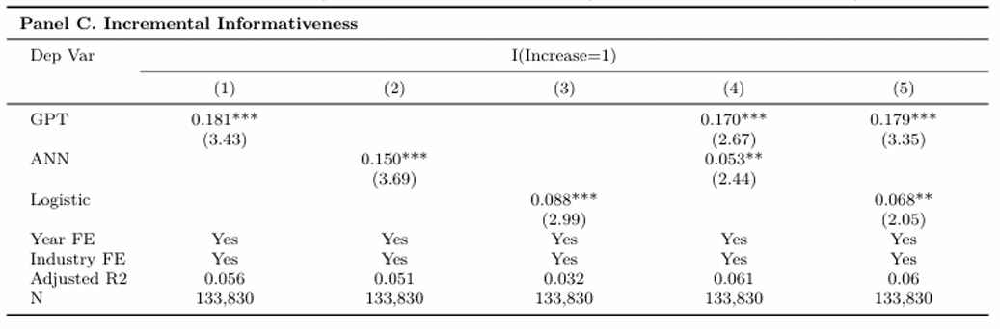 Panel C. Incremental Informativeness
Dep Var I(Increase=1)
(1) (2) (3) (4) (5)
GPT 0.181*** 0.170*** 0.179***
(3.43) (2.67) (3.35)
ANN 0.150*** 0.053**
(3.69) (2.44)
Logistic 0.088*** 0.068**
(2.99) (2.05)
Year FE Yes Yes Yes Yes Yes
Industry FE Yes Yes Yes Yes Yes
Adjusted R2 0.056 0.051 0.032 0.061 0.06
N 133,830 133,830 133,830 133,830 133,830